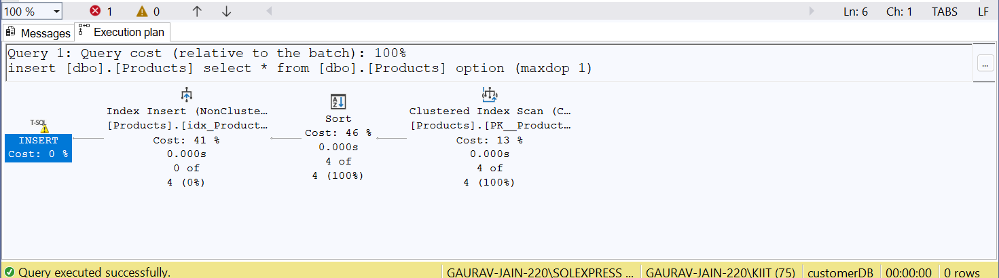 100 % 1 0 Ln: 6 Ch: 1 TABS LF
Messages Execution plan
Query 1: Query cost (relative to the batch): 100%
insert [dbo].[Products] select * from [dbo].[Products] option (maxdop 1)
...
T-SQL
INSERT
Cost: 0 %
Index Insert (NonCluste…
[Products].[idx_Product…
Cost: 41 %
0.000s
0 of
4 (0%)
Sort
Cost: 46 %
0.000s
4 of
4 (100%)
Clustered Index Scan (C…
[Products].[PK__Product…
Cost: 13 %
0.000s
4 of
4 (100%)
Query executed successfully. GAURAV-JAIN-220\SQLEXPRESS ... GAURAV-JAIN-220\KIIT (75) customerDB 00:00:00 0 rows